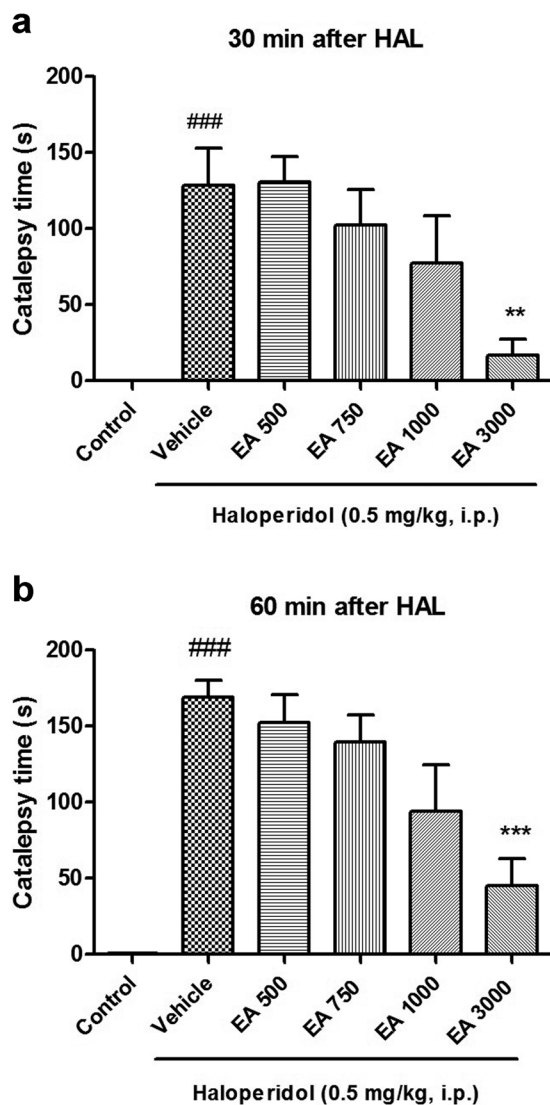 a
30 min after HAL
Catalepsy time (s)
200
150
100
50
0
###
**
Control
Vehicle
EA 500
EA 750
EA 1000
EA 3000
Haloperidol (0.5 mg/kg, i.p.)
b
60 min after HAL
Catalepsy time (s)
200
150
100
50
0
###
***
Control
Vehicle
EA 500
EA 750
EA 1000
EA 3000
Haloperidol (0.5 mg/kg, i.p.)